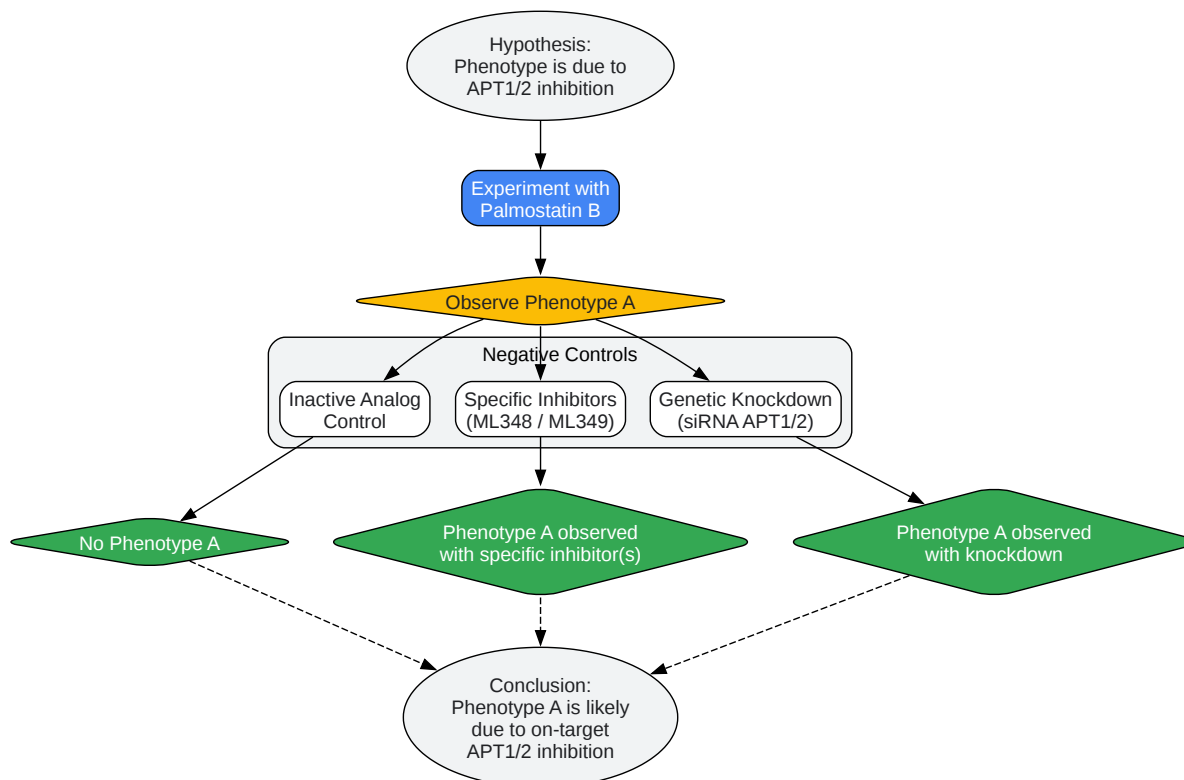 Hypothesis:
Phenotype is due to
APT1/2 inhibition
Experiment with
Palmostatin B
Observe Phenotype A
Negative Controls
Inactive Analog
Control
Specific Inhibitors
(ML348 / ML349)
Genetic Knockdown
(siRNA APT1/2)
No Phenotype A
Phenotype A observed
with specific inhibitor(s)
Phenotype A observed
with knockdown
Conclusion:
Phenotype A is likely
due to on-target
APT1/2 inhibition